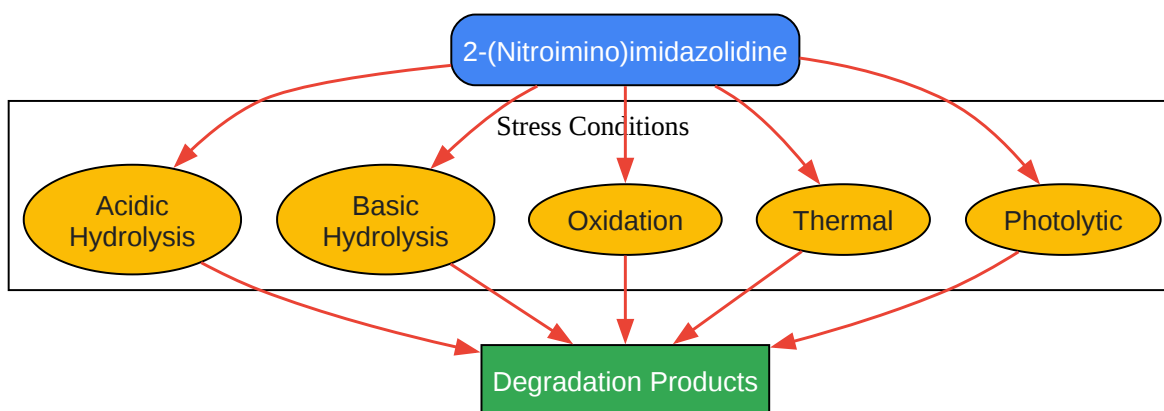 2-(Nitroimino)imidazolidine
Stress Conditions
Acidic
Hydrolysis
Basic
Hydrolysis
Oxidation
Thermal
Photolytic
Degradation Products